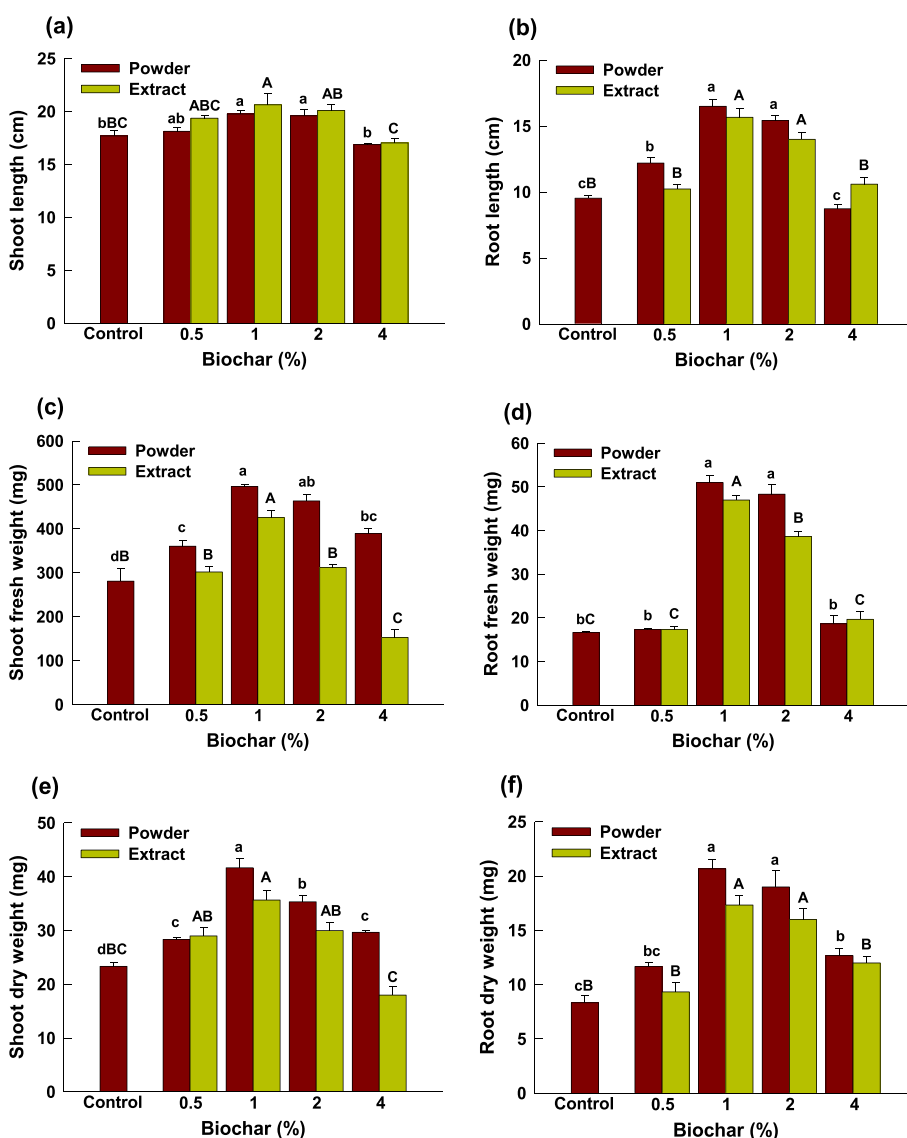 (a)
25
20
15
10
5
0
Shoot length (cm)
Powder
Extract
bBC
ab
ABC
a
A
a
AB
b
C
Control 0.5 1 2 4
Biochar (%)
(b)
20
15
10
5
0
Root length (cm)
Powder
Extract
cB
b
B
a
A
a
A
c
B
Control 0.5 1 2 4
Biochar (%)
(c)
600
500
400
300
200
100
0
Shoot fresh weight (mg)
Powder
Extract
dB
c
B
a
A
ab
B
bc
C
Control 0.5 1 2 4
Biochar (%)
(d)
60
50
40
30
20
10
0
Root fresh weight (mg)
Powder
Extract
bC
b
C
a
A
a
B
b
C
Control 0.5 1 2 4
Biochar (%)
(e)
50
40
30
20
10
0
Shoot dry weight (mg)
Powder
Extract
dBC
c
AB
a
A
b
AB
c
C
Control 0.5 1 2 4
Biochar (%)
(f)
25
20
15
10
5
0
Root dry weight (mg)
Powder
Extract
cB
bc
B
a
A
a
A
b
B
Control 0.5 1 2 4
Biochar (%)